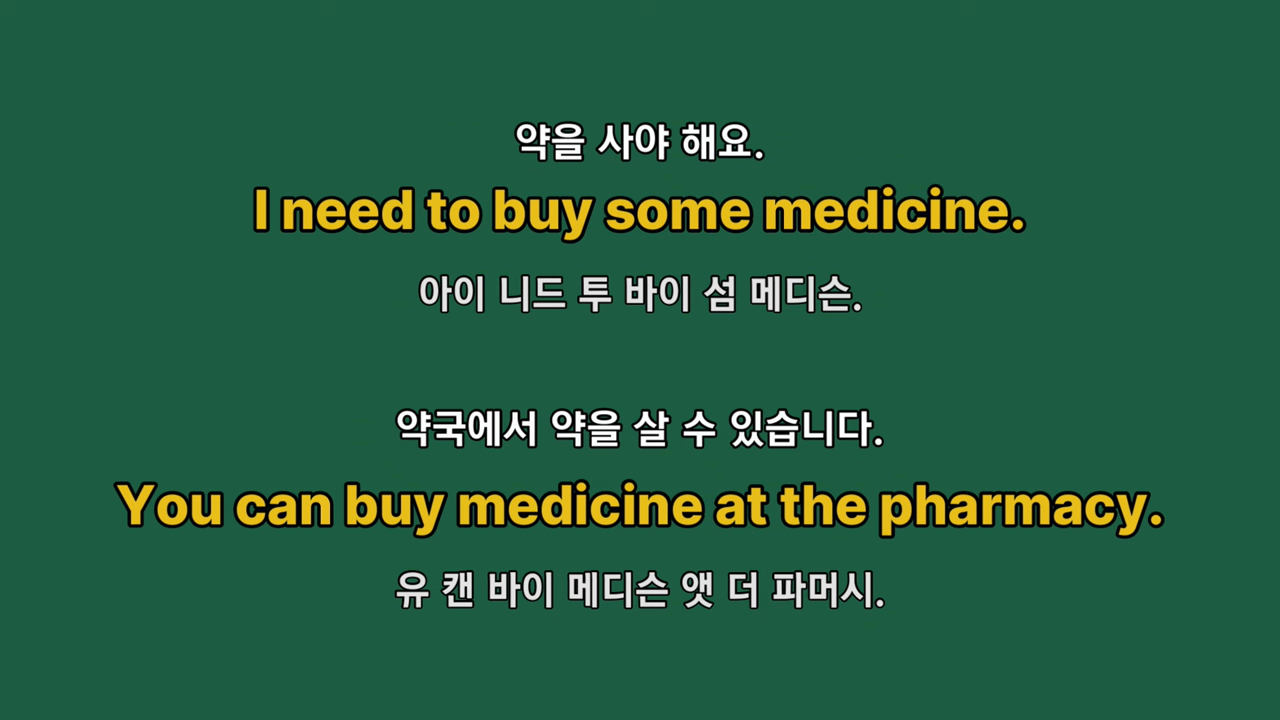 약을 사야 해요.
I need to buy some medicine.
아이 니드 투 바이 섬 메디슨.
약국에서 약을 살 수 있습니다.
You can buy medicine at the pharmacy.
유 캔 바이 메디슨 앳 더 파머시.